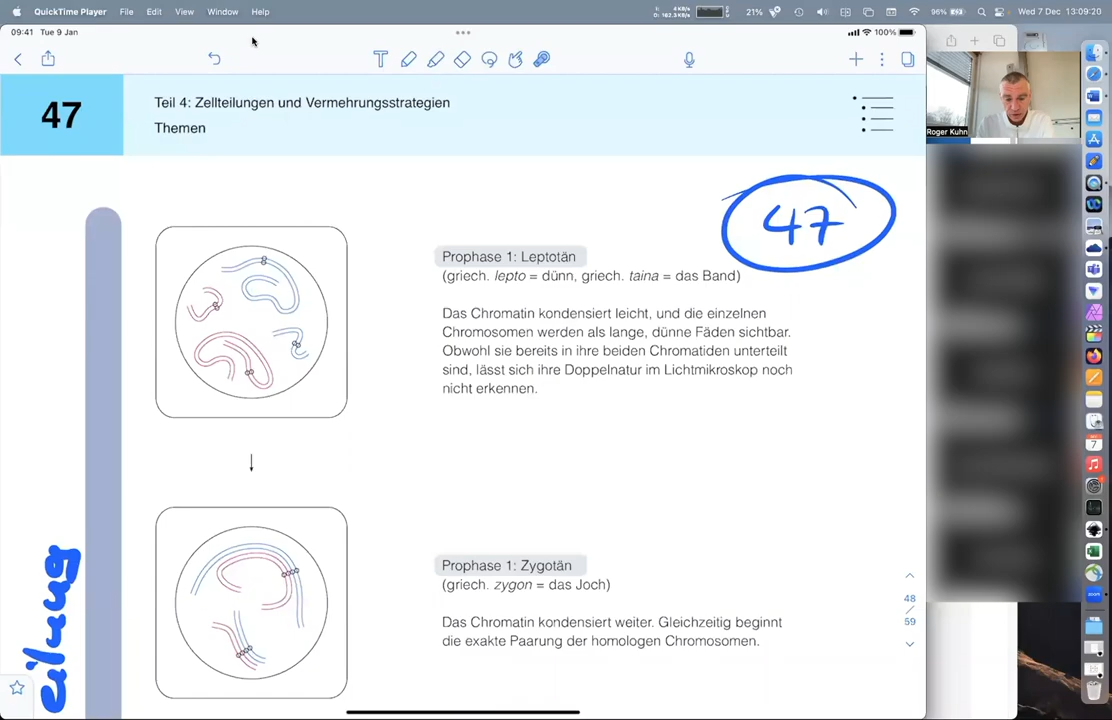 QuickTime Player File Edit View Window Help
21% 96% Wed 7 Dec 13:09:20
09:41 Tue 9 Jan
100%
47
Teil 4: Zellteilungen und Vermehrungsstrategien
Themen
Roger Kuhn
47
Prophase 1: Leptotän
(griech. lepto = dünn, griech. taina = das Band)
Das Chromatin kondensiert leicht, und die einzelnen
Chromosomen werden als lange, dünne Fäden sichtbar.
Obwohl sie bereits in ihre beiden Chromatiden unterteilt
sind, lässt sich ihre Doppelnatur im Lichtmikroskop noch
nicht erkennen.
Prophase 1: Zygotän
(griech. zygon = das Joch)
Das Chromatin kondensiert weiter. Gleichzeitig beginnt
die exakte Paarung der homologen Chromosomen.
48
/
59
eilung